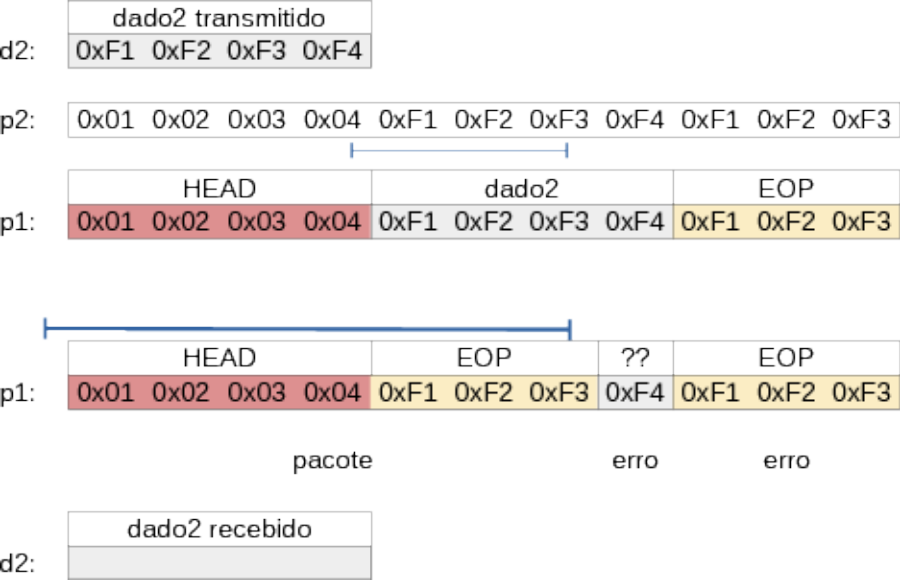 dado2 transmitido
d2: 0xF1 0xF2 0xF3 0xF4
p2: 0x01 0x02 0x03 0x04 0xF1 0xF2 0xF3 0xF4 0xF1 0xF2 0xF3
HEAD dado2 EOP
p1: 0x01 0x02 0x03 0x04 0xF1 0xF2 0xF3 0xF4 0xF1 0xF2 0xF3
HEAD EOP ?? EOP
p1: 0x01 0x02 0x03 0x04 0xF1 0xF2 0xF3 0xF4 0xF1 0xF2 0xF3
pacote erro erro
dado2 recebido
d2: